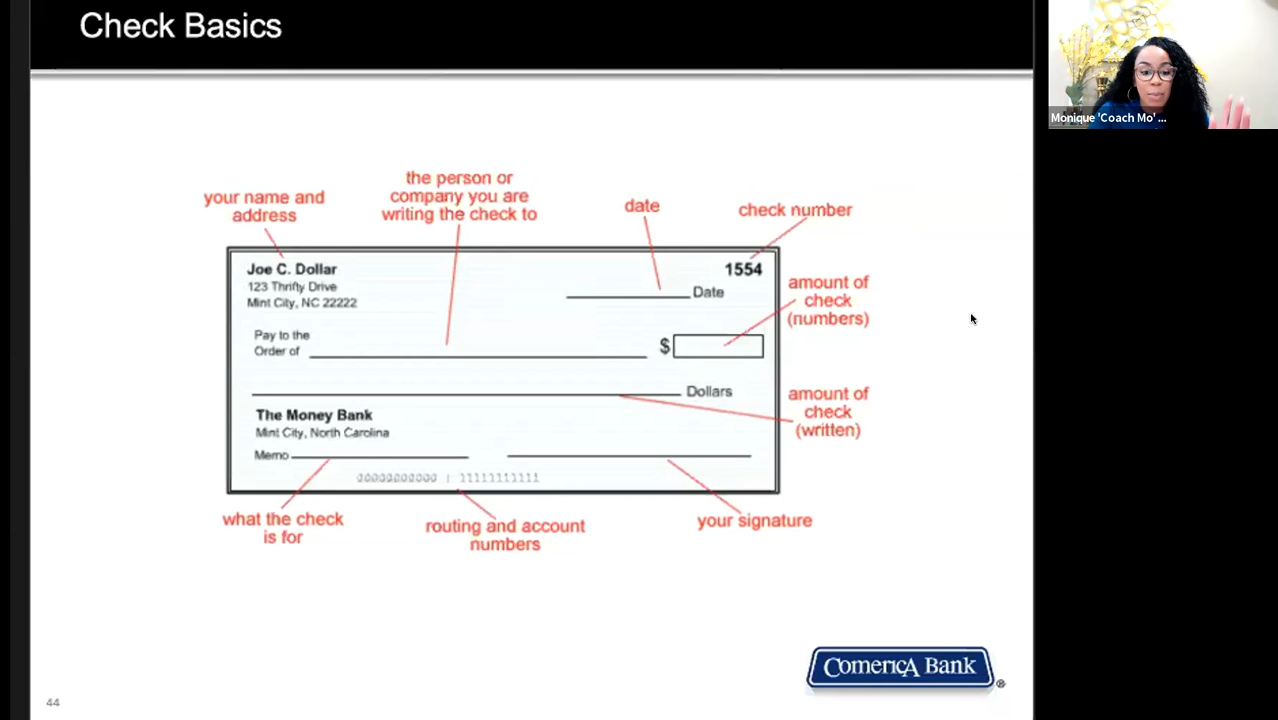 Check Basics
Monique 'Coach Mo' ...
your name and
address
the person or
company you are
writing the check to
date
check number
Joe C. Dollar
123 Thrifty Drive
Mint City, NC 22222
1554
Date
amount of
check
(numbers)
Pay to the
Order of
$
Dollars
amount of
check
(written)
The Money Bank
Mint City, North Carolina
Memo
00000000000 | 11111111111
what the check
is for
routing and account
numbers
your signature
ComericA Bank
®
44